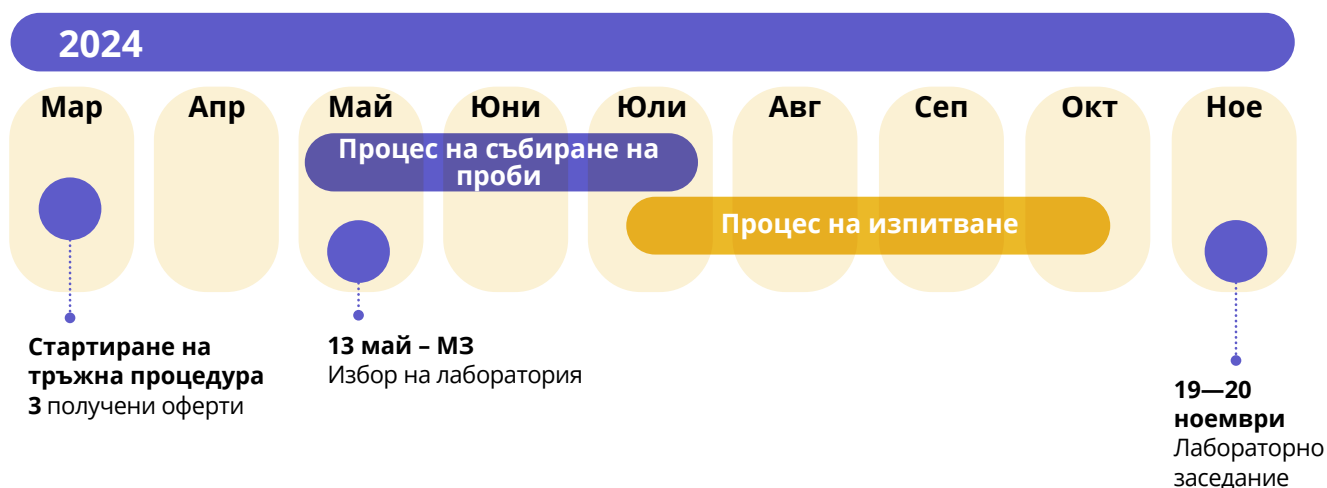 2024
Мар Апр Май Юни Юли Авг Сеп Окт Ное
Процес на събиране на
проби
Процес на изпитване
Стартиране на
тръжна процедура
3 получени оферти
13 май – МЗ
Избор на лаборатория
19—20
ноември
Лабораторно
заседание